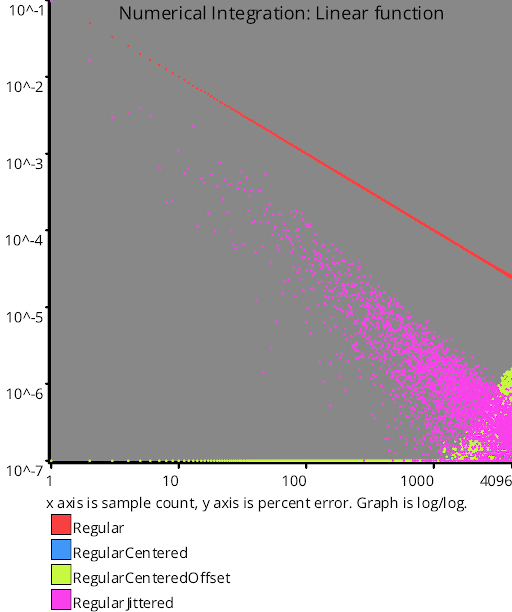 Numerical Integration: Linear function
10^-1
10^-2
10^-3
10^-4
10^-5
10^-6
10^-7
1 10 100 1000 4096
x axis is sample count, y axis is percent error. Graph is log/log.
Regular
RegularCentered
RegularCenteredOffset
RegularJittered